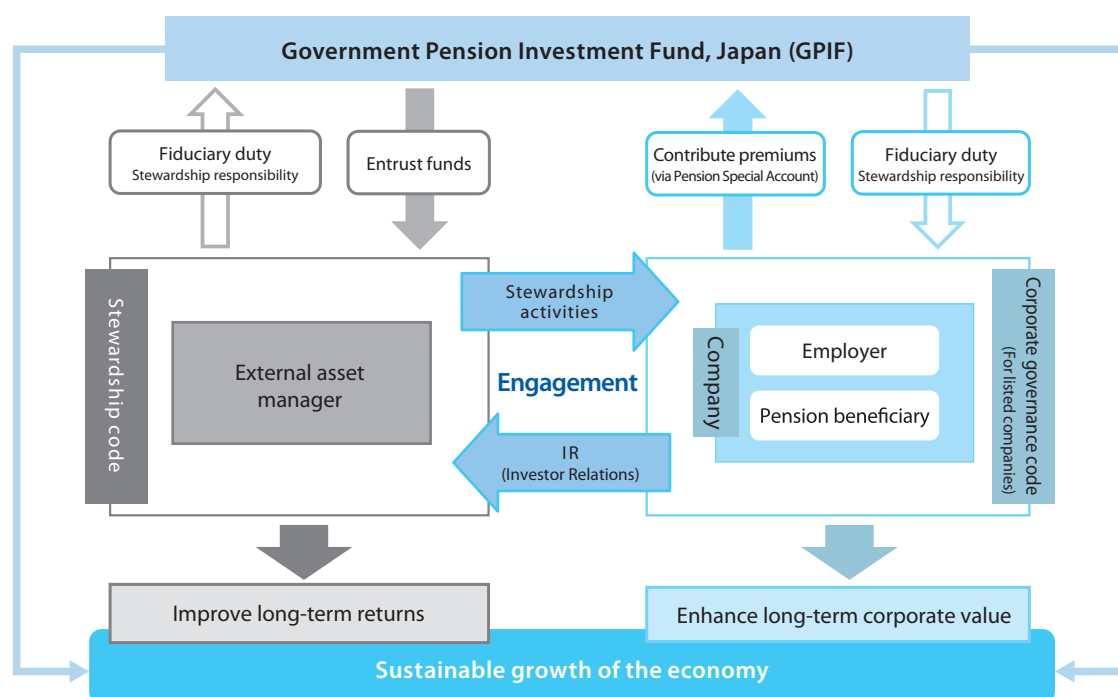 Government Pension Investment Fund, Japan (GPIF)
Fiduciary duty
Stewardship responsibility
Entrust funds
Contribute premiums
(via Pension Special Account)
Fiduciary duty
Stewardship responsibility
Stewardship code
External asset
manager
Stewardship
activities
Engagement
IR
(Investor Relations)
Company
Employer
Pension beneficiary
Corporate governance code
(For listed companies)
Improve long-term returns
Enhance long-term corporate value
Sustainable growth of the economy